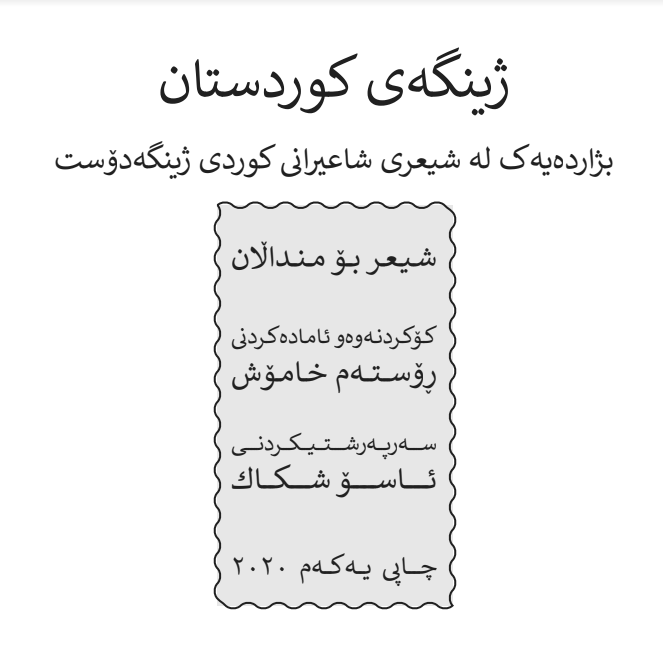 ژینگەی کوردستان
بژاردەیەک لە شیعری شاعیرانی کوردی ژینگەدۆست
شیعر بۆ منداڵان
کۆکردنەوەو ئامادەکردنی
ڕۆستەم خامۆش
سەرپەرشتیکردنی
ئاسۆ شکاك
چاپی یەکەم ٢٠٢٠